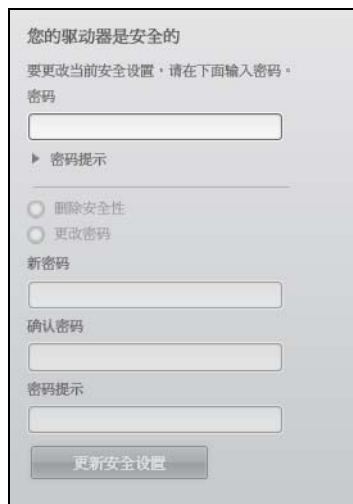 您的驱动器是安全的
要更改当前安全设置，请在下面输入密码。
密码
密码提示
删除安全性
更改密码
新密码
确认密码
密码提示
更新安全设置